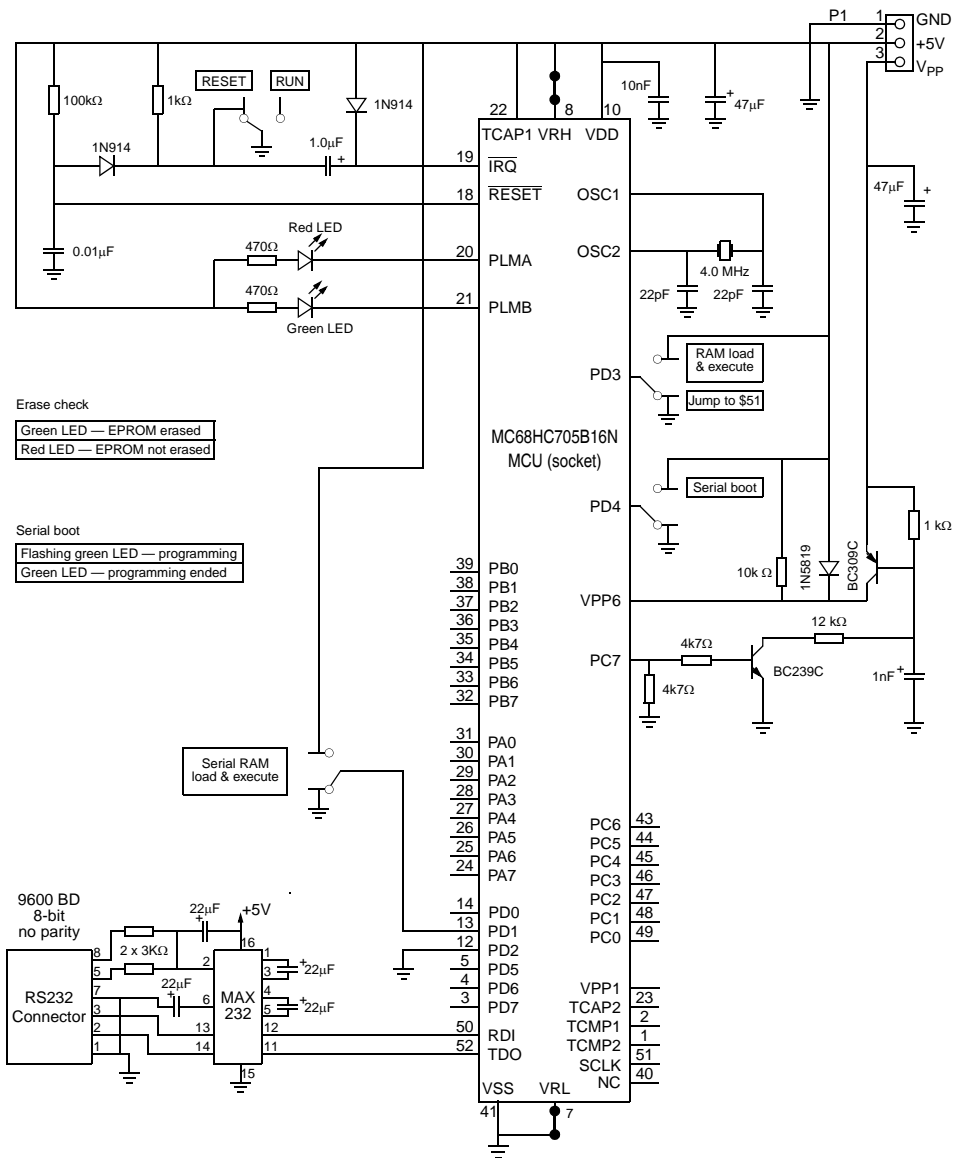 P1
1
GND
2
+5V
3
VPP
100kΩ
1kΩ
RESET
RUN
1N914
22
8
10
10nF
+
47µF
TCAP1
VRH
VDD
1N914
1.0µF
+
19
IRQ
18
RESET
OSC1
47µF
+
0.01µF
Red LED
470Ω
20
PLMA
OSC2
4.0 MHz
22pF
22pF
470Ω
21
PLMB
Green LED
PD3
RAM load
& execute
Jump to $51
Erase check
Green LED — EPROM erased
Red LED — EPROM not erased
MC68HC705B16N
MCU (socket)
PD4
Serial boot
Serial boot
Flashing green LED — programming
Green LED — programming ended
1 kΩ
10k Ω
1N5819
BC309C
VPP6
39
PB0
38
PB1
37
PB2
36
PB3
35
PB4
34
PB5
33
PB6
32
PB7
12 kΩ
4k7Ω
PC7
4k7Ω
BC239C
1nF
+
31
PA0
30
PA1
29
PA2
28
PA3
27
PA4
26
PA5
25
PA6
24
PA7
Serial RAM
load & execute
PC6
43
PC5
44
PC4
45
PC3
46
PC2
47
PC1
48
PC0
49
14
PD0
13
PD1
12
PD2
5
PD5
4
PD6
3
PD7
9600 BD
8-bit
no parity
22µF
+
+5V
16
8
5
7
3
2
1
2 x 3KΩ
RS232
Connector
22µF
+
2
6
13
14
MAX
232
1
3
4
5
12
11
15
+
22µF
+
22µF
50
RDI
52
TDO
VPP1
TCAP2
23
TCMP1
2
TCMP2
1
SCLK
51
NC
40
VSS
VRL
41
7